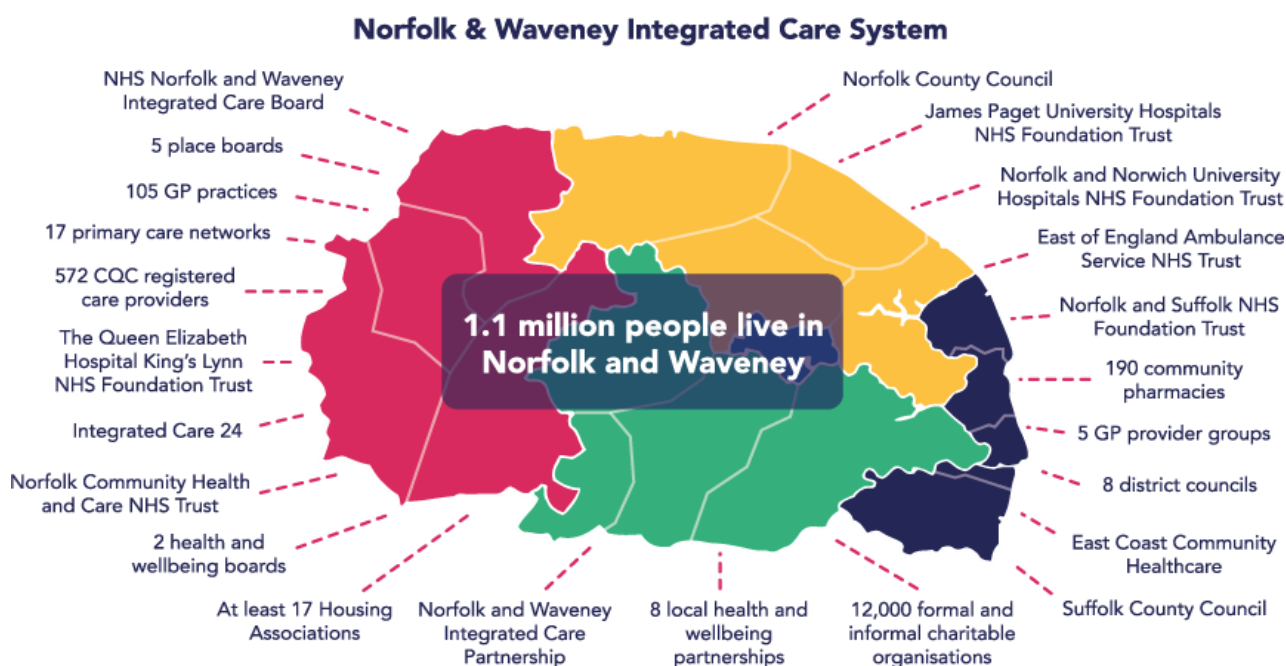 Norfolk & Waveney Integrated Care System
NHS Norfolk and Waveney
Integrated Care Board
5 place boards
105 GP practices
17 primary care networks
572 CQC registered
care providers
The Queen Elizabeth
Hospital King's Lynn
NHS Foundation Trust
Integrated Care 24
Norfolk Community Health
and Care NHS Trust
2 health and
wellbeing boards
At least 17 Housing
Associations
Norfolk and Waveney
Integrated Care
Partnership
8 local health and
wellbeing
partnerships
12,000 formal and
informal charitable
organisations
1.1 million people live in
Norfolk and Waveney
Norfolk County Council
James Paget University Hospitals
NHS Foundation Trust
Norfolk and Norwich University
Hospitals NHS Foundation Trust
East of England Ambulance
Service NHS Trust
Norfolk and Suffolk NHS
Foundation Trust
190 community
pharmacies
5 GP provider groups
8 district councils
East Coast Community
Healthcare
Suffolk County Council